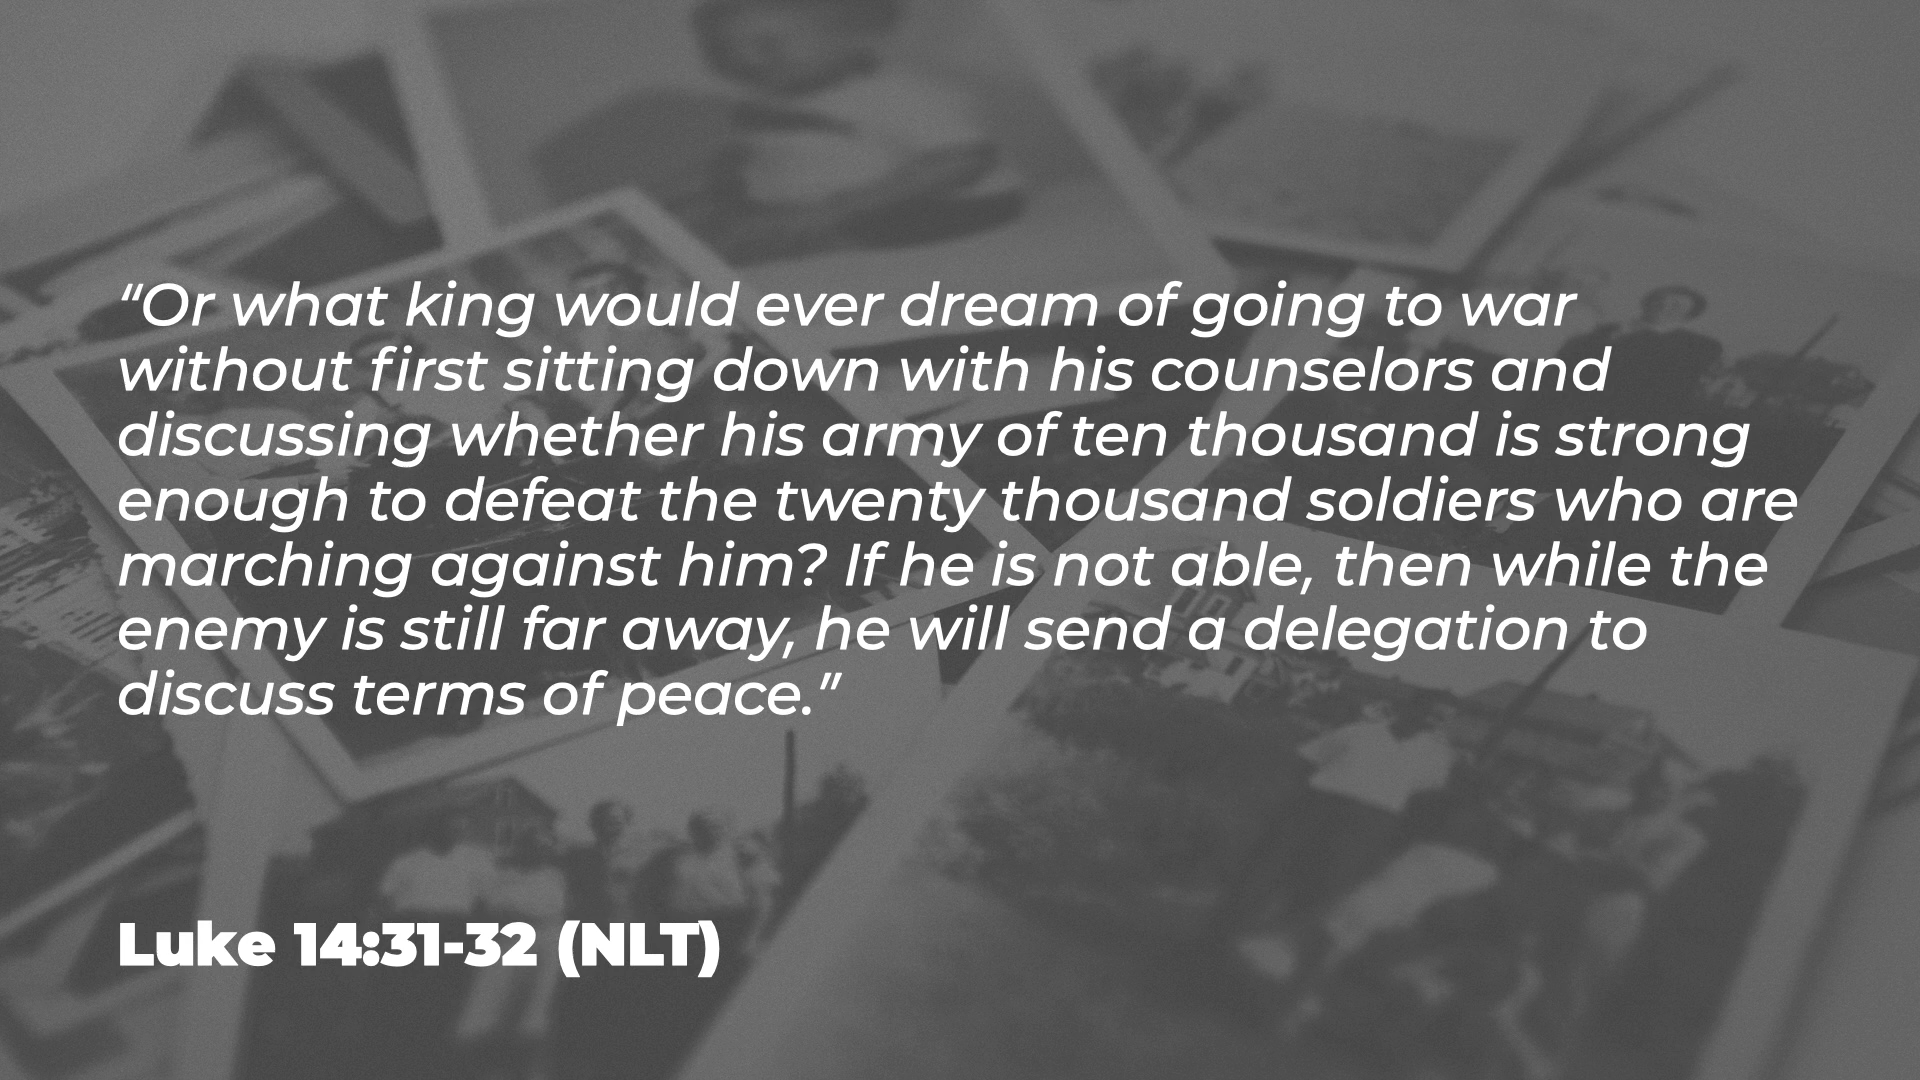 “Or what king would ever dream of going to war
without first sitting down with his counselors and
discussing whether his army of ten thousand is strong
enough to defeat the twenty thousand soldiers who are
marching against him? If he is not able, then while the
enemy is still far away, he will send a delegation to
discuss terms of peace.”
Luke 14:31-32 (NLT)